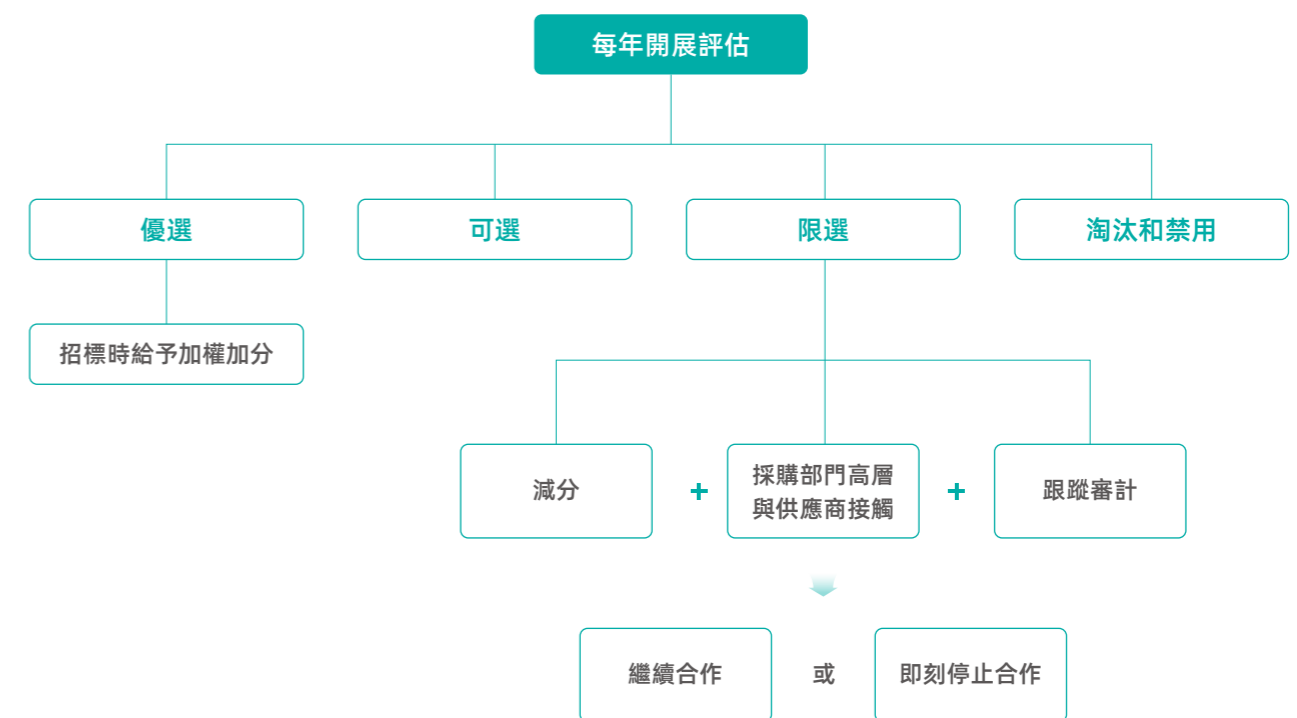 每年開展評估
優選
可選
限選
淘汰和禁用
招標時給予加權加分
減分
+
採購部門高層
與供應商接觸
+
跟蹤審計
繼續合作
或
即刻停止合作